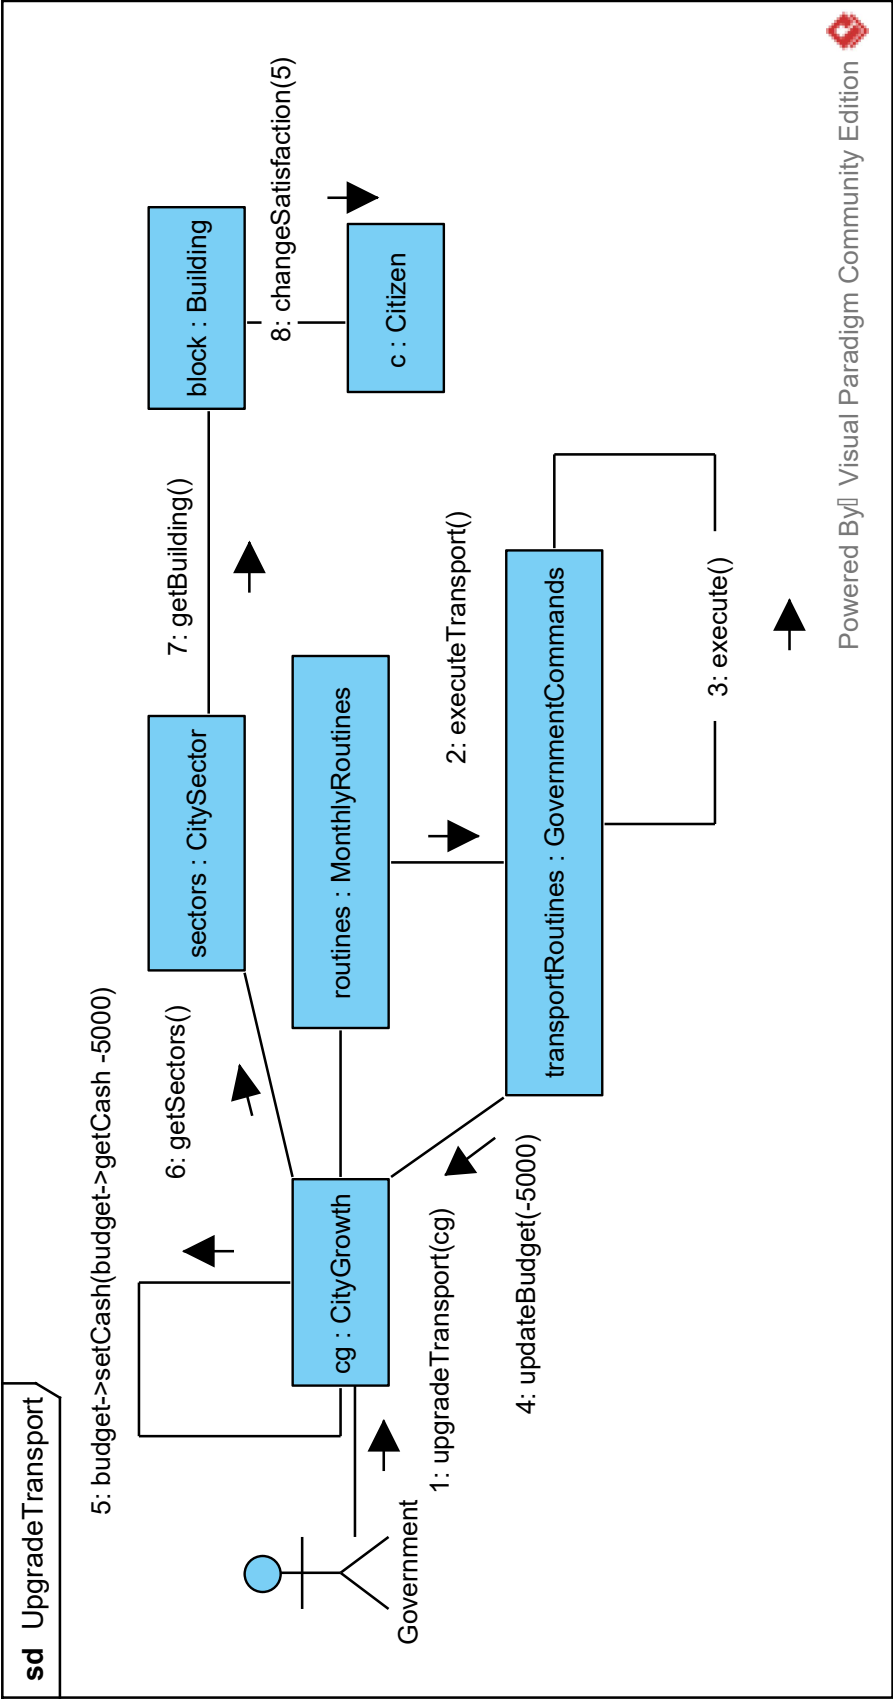 sd UpgradeTransport
5: budget->setCash(budget->getCash -5000)
6: getSectors()
sectors : CitySector
7: getBuilding()
block : Building
8: changeSatisfaction(5)
c : Citizen
Government
1: upgradeTransport(cg)
cg : CityGrowth
routines : MonthlyRoutines
2: executeTransport()
4: updateBudget(-5000)
transportRoutines : GovernmentCommands
3: execute()
Powered By Visual Paradigm Community Edition